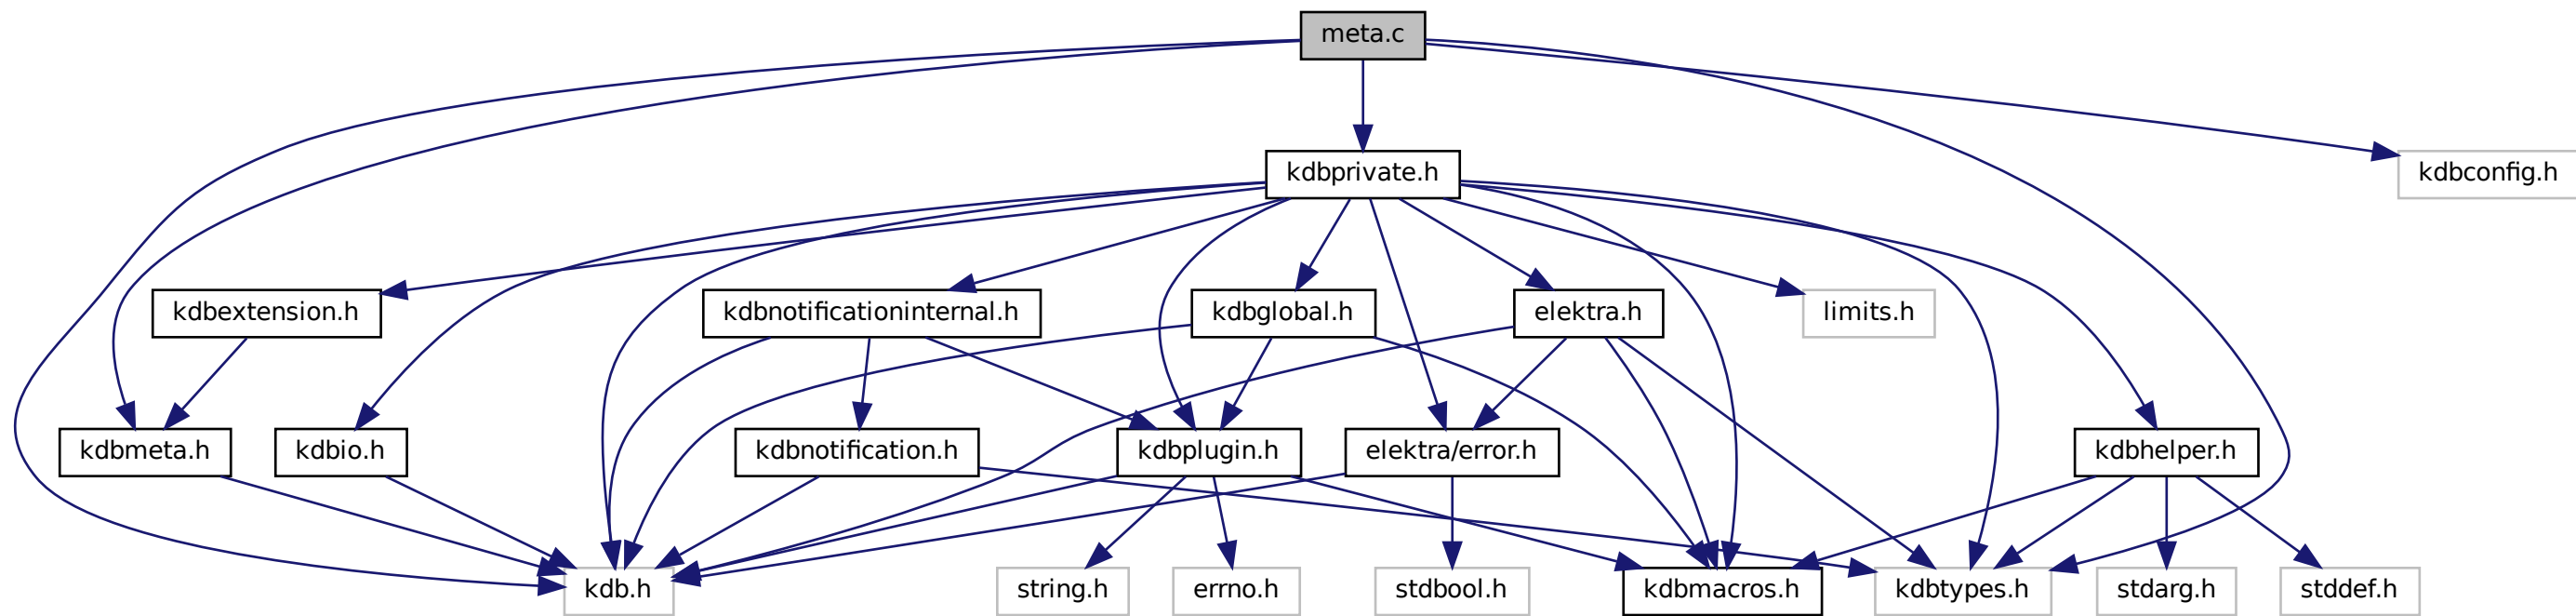 meta.c
kdbprivate.h
kdbconfig.h
kdbextension.h
kdbnotificationinternal.h
kdbglobal.h
elektra.h
limits.h
kdbmeta.h
kdbio.h
kdbnotification.h
kdbplugin.h
elektra/error.h
kdbhelper.h
kdb.h
string.h
errno.h
stdbool.h
kdbmacros.h
kdbtypes.h
stdarg.h
stddef.h